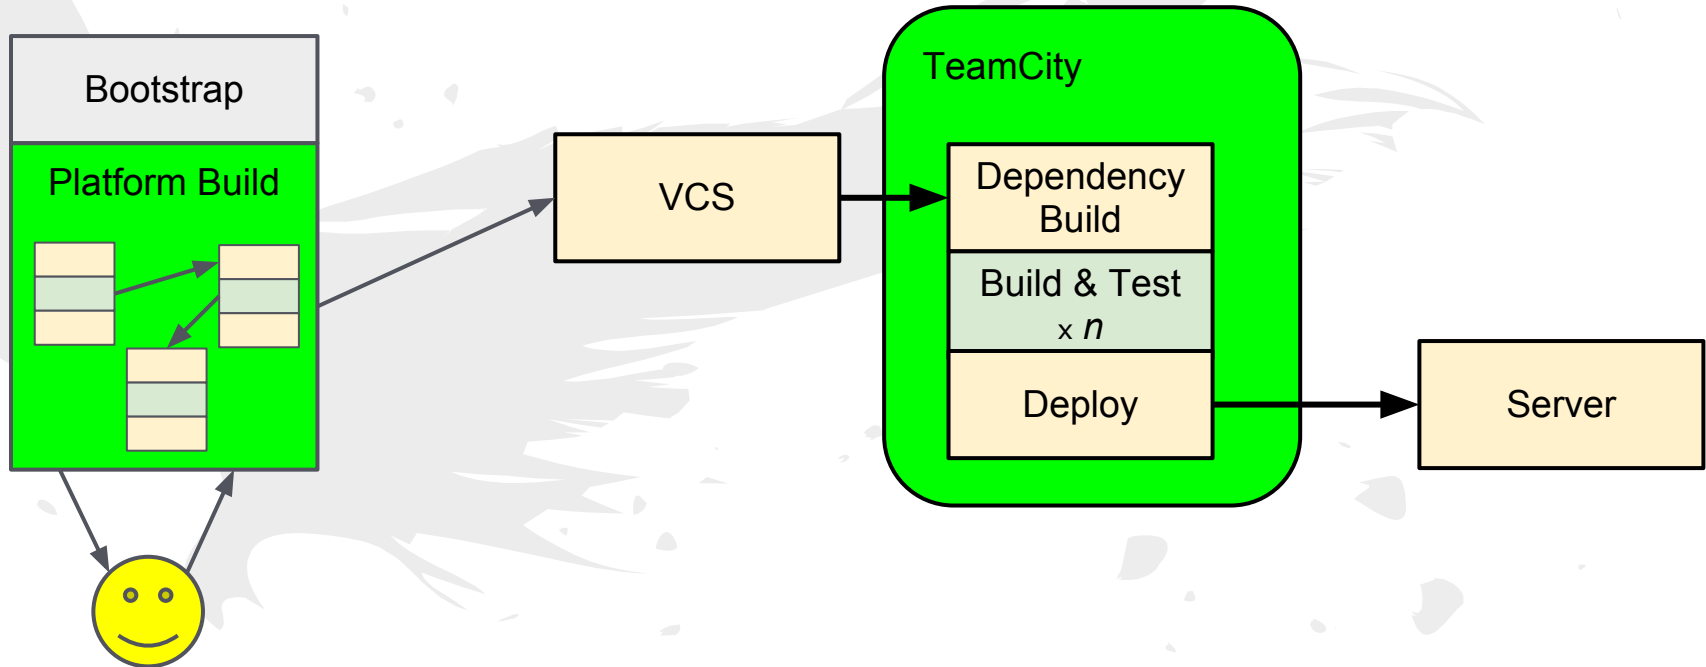 Bootstrap
Platform Build
VCS
TeamCity
Dependency
Build
Build & Test
x n
Deploy
Server